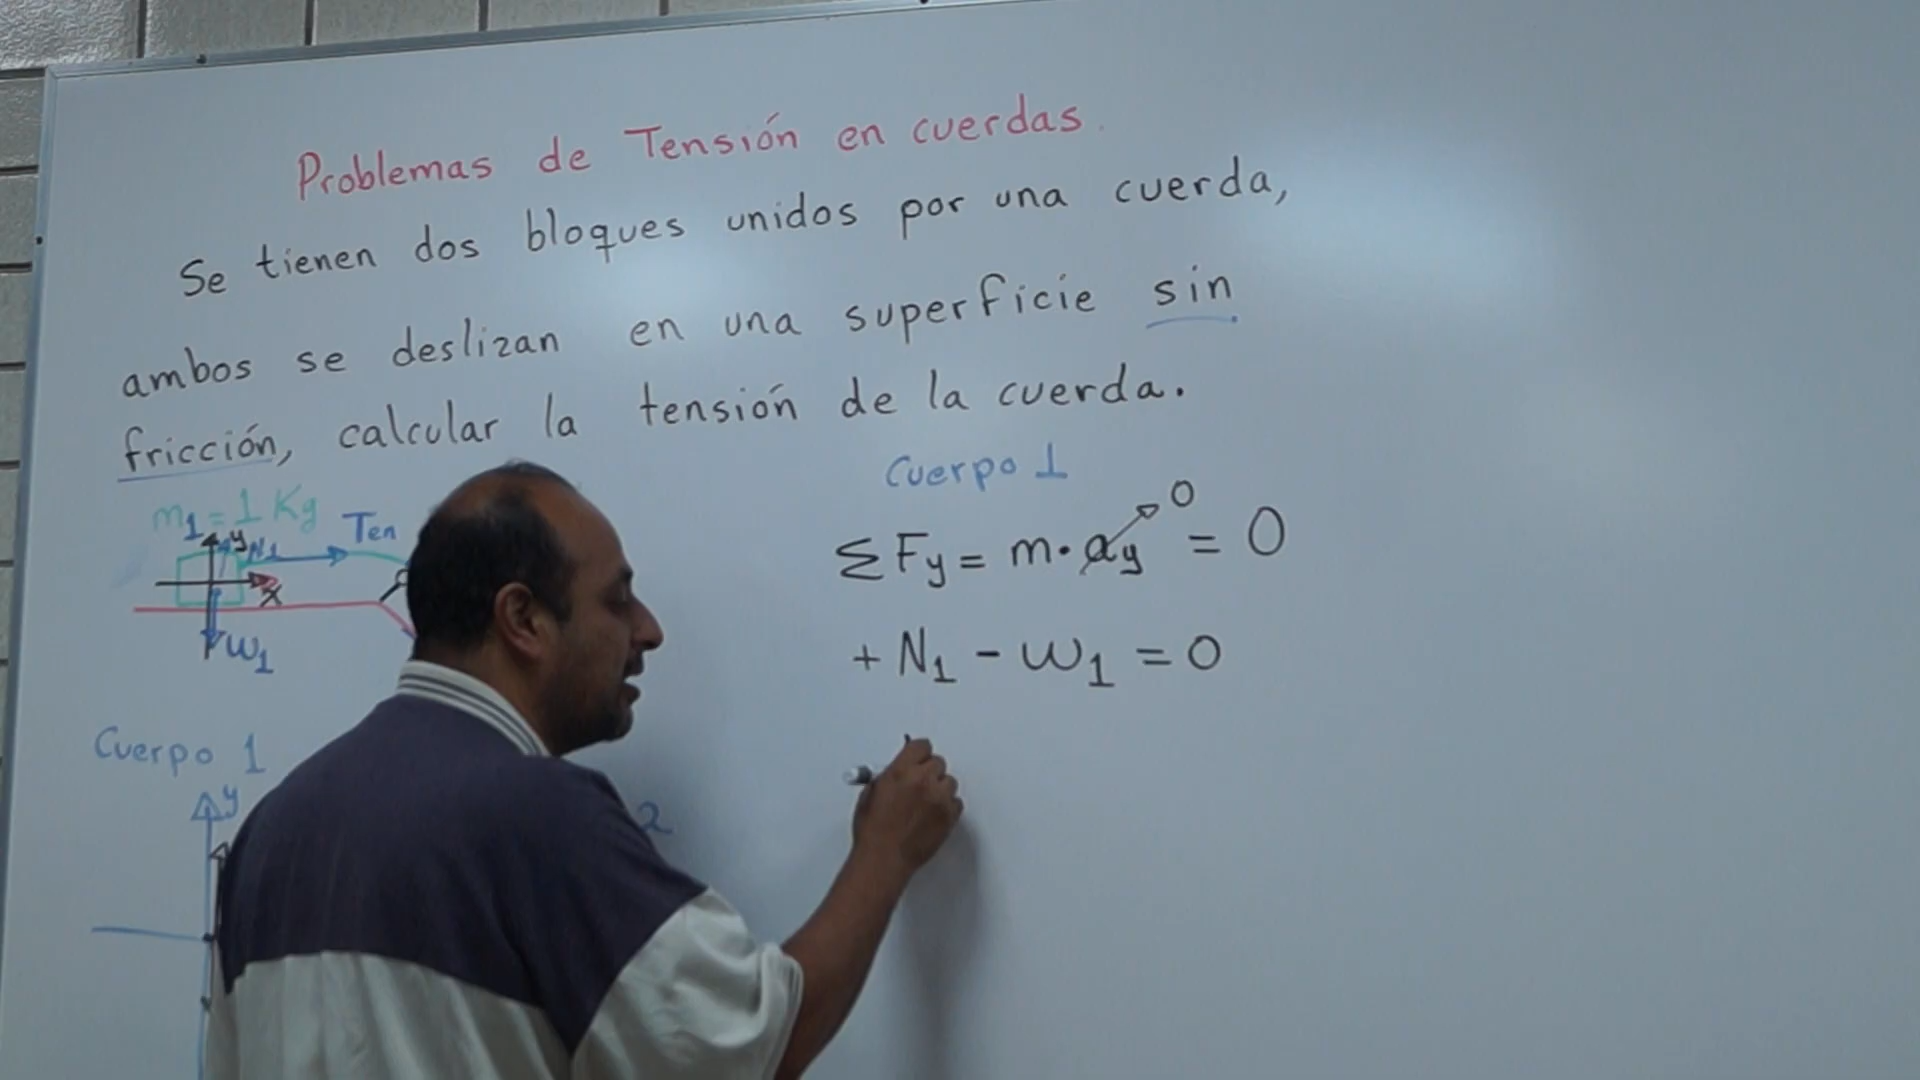 Problemas de Tensión en cuerdas.
Se tienen dos bloques unidos por una cuerda,
ambos se deslizan en una superficie sin
fricción, calcular la tensión de la cuerda.
m1 = 1 Kg
Ten
y N1
x
W1
Cuerpo 1
y
2
Cuerpo 1
ΣFy = m·ay → 0 = 0
+ N1 - W1 = 0